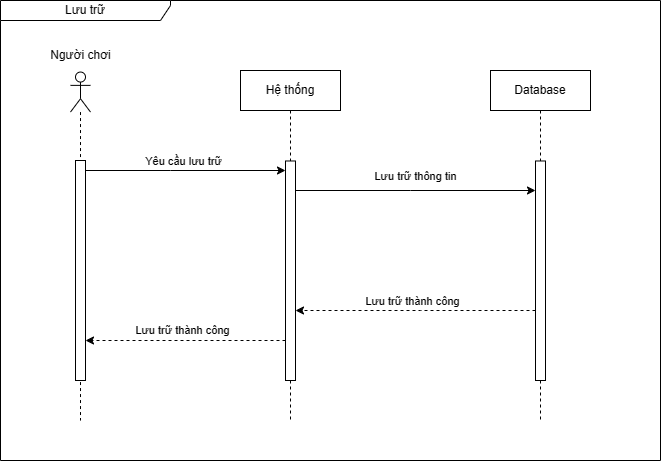 Lưu trữ
Người chơi
Hệ thống
Database
Yêu cầu lưu trữ
Lưu trữ thông tin
Lưu trữ thành công
Lưu trữ thành công